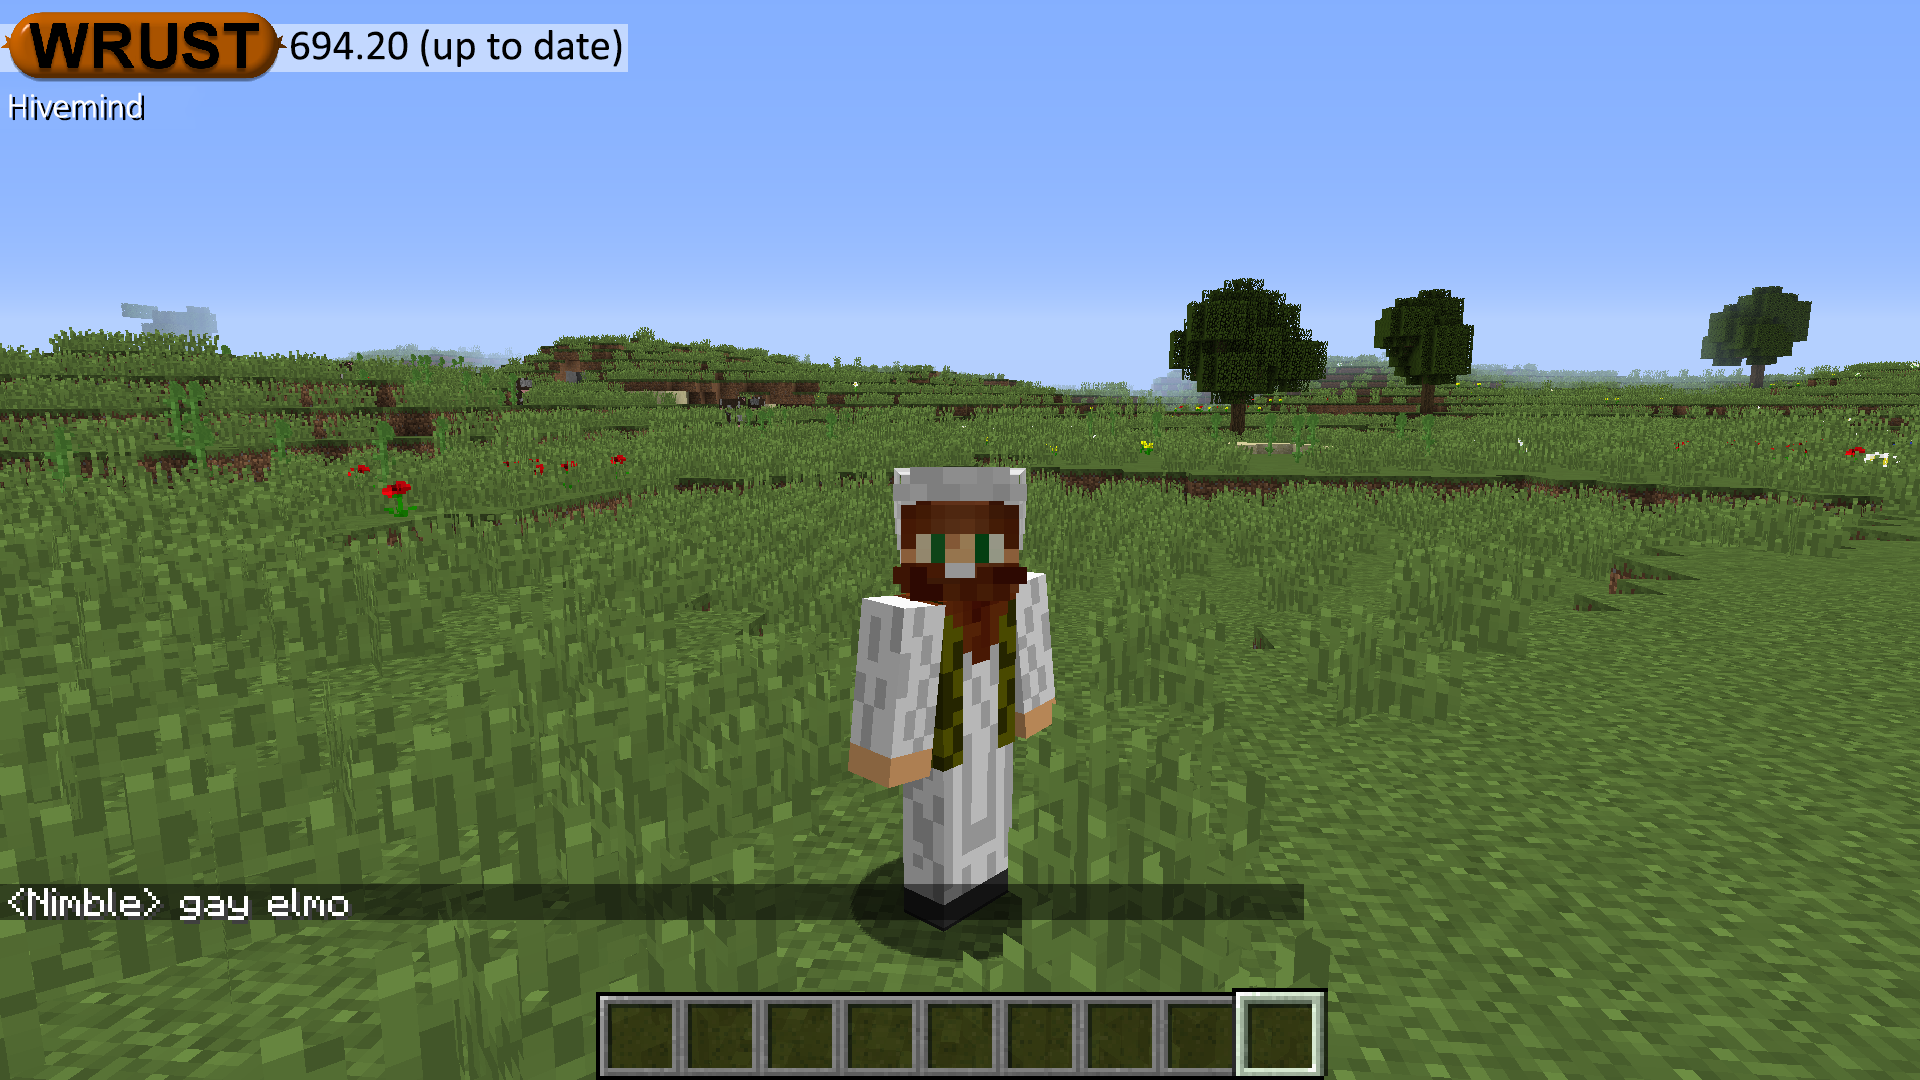 WRUST 694.20 (up to date)
Hivemind
<Nimble> gay elmo